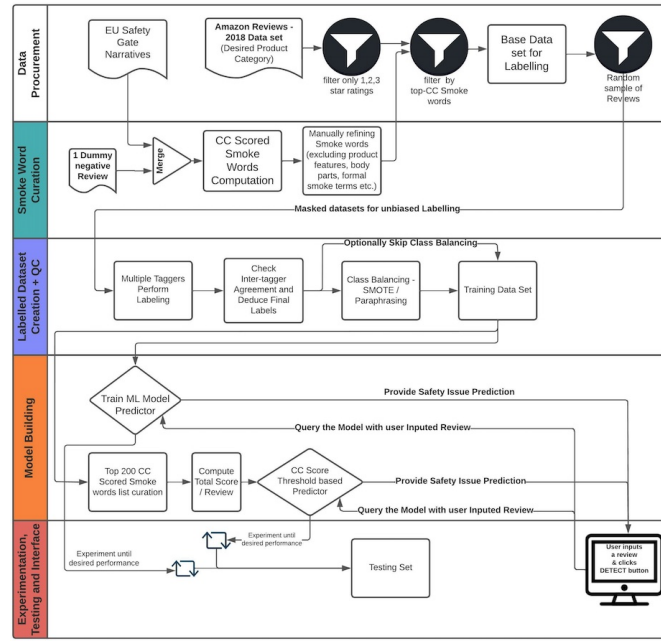 Data
Procurement
EU Safety
Gate
Narratives
Amazon Reviews -
2018 Data set
(Desired Product
Category)
filter only 1,2,3
star ratings
filter by
top-CC Smoke
words
Base Data
set for
Labelling
Random
sample of
Reviews
Smoke Word
Curation
1 Dummy
negative
Review
Merge
CC Scored
Smoke
Words
Computation
Manually refining
Smoke words
(excluding product
features, body
parts, formal
smoke terms etc.)
Masked datasets for unbiased Labelling
Labelled Dataset
Creation + QC
Optionally Skip Class Balancing
Multiple Taggers
Perform
Labeling
Check
Inter-tagger
Agreement and
Deduce Final
Labels
Class Balancing -
SMOTE /
Paraphrasing
Training Data Set
Model Building
Train ML Model
Predictor
Provide Safety Issue Prediction
Query the Model with user Inputed Review
Top 200 CC
Scored Smoke
words list curation
Compute
Total Score
/ Review
CC Score
Threshold based
Predictor
Provide Safety Issue Prediction
Query the Model with user Inputed Review
Experimentation,
Testing and Interface
Experiment until
desired performance
Experiment until
desired performance
Testing Set
User inputs
a review
& clicks
DETECT button